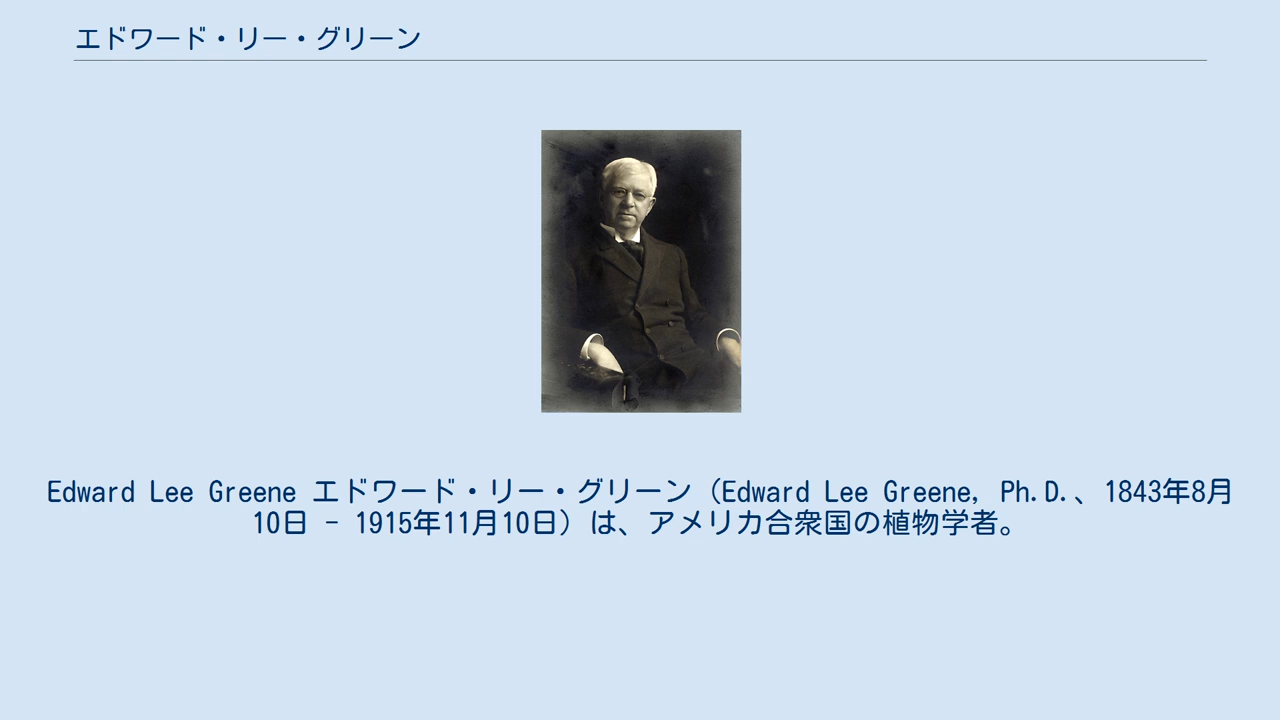 エドワード・リー・グリーン
Edward Lee Greene エドワード・リー・グリーン（Edward Lee Greene, Ph.D.、1843年8月
10日 - 1915年11月10日）は、アメリカ合衆国の植物学者。